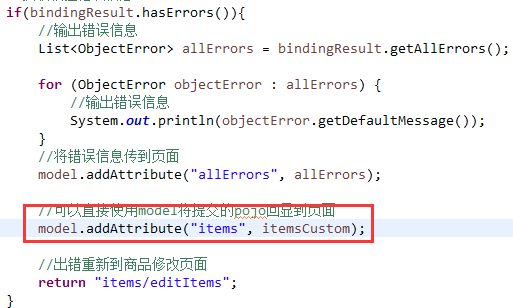 if(bindingResult.hasErrors()){
//输出错误信息
List<ObjectError> allErrors = bindingResult.getAllErrors();
for (ObjectError objectError : allErrors) {
//输出错误信息
System.out.println(objectError.getDefaultMessage());
}
//将错误信息传到页面
model.addAttribute("allErrors", allErrors);
//可以直接使用model将提交的pojo回显到页面
model.addAttribute("items", itemsCustom);
//出错重新到商品修改页面
return "items/editItems";
}